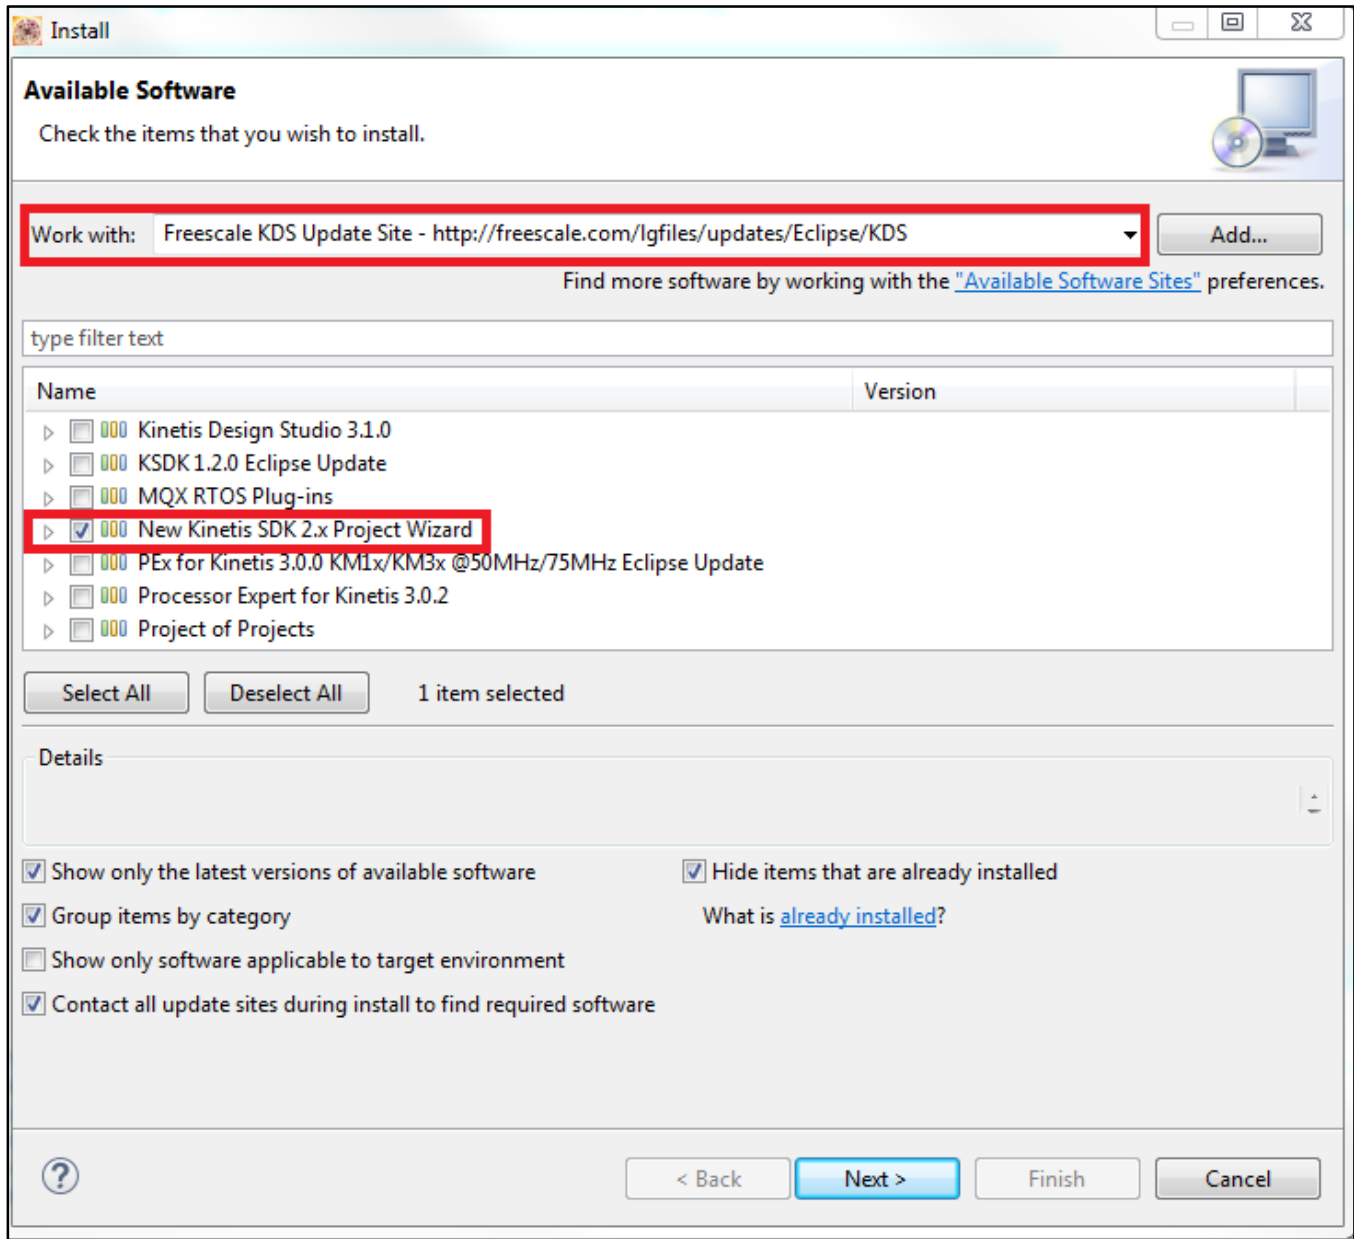 Install
Available Software
Check the items that you wish to install.
Work with: Freescale KDS Update Site - http://freescale.com/lgfiles/updates/Eclipse/KDS Add...
Find more software by working with the "Available Software Sites" preferences.
type filter text
Name Version
Kinetis Design Studio 3.1.0
KSDK 1.2.0 Eclipse Update
MQX RTOS Plug-ins
New Kinetis SDK 2.x Project Wizard
PEx for Kinetis 3.0.0 KM1x/KM3x @50MHz/75MHz Eclipse Update
Processor Expert for Kinetis 3.0.2
Project of Projects
Select All Deselect All 1 item selected
Details
Show only the latest versions of available software Hide items that are already installed
Group items by category What is already installed?
Show only software applicable to target environment
Contact all update sites during install to find required software
? < Back Next > Finish Cancel